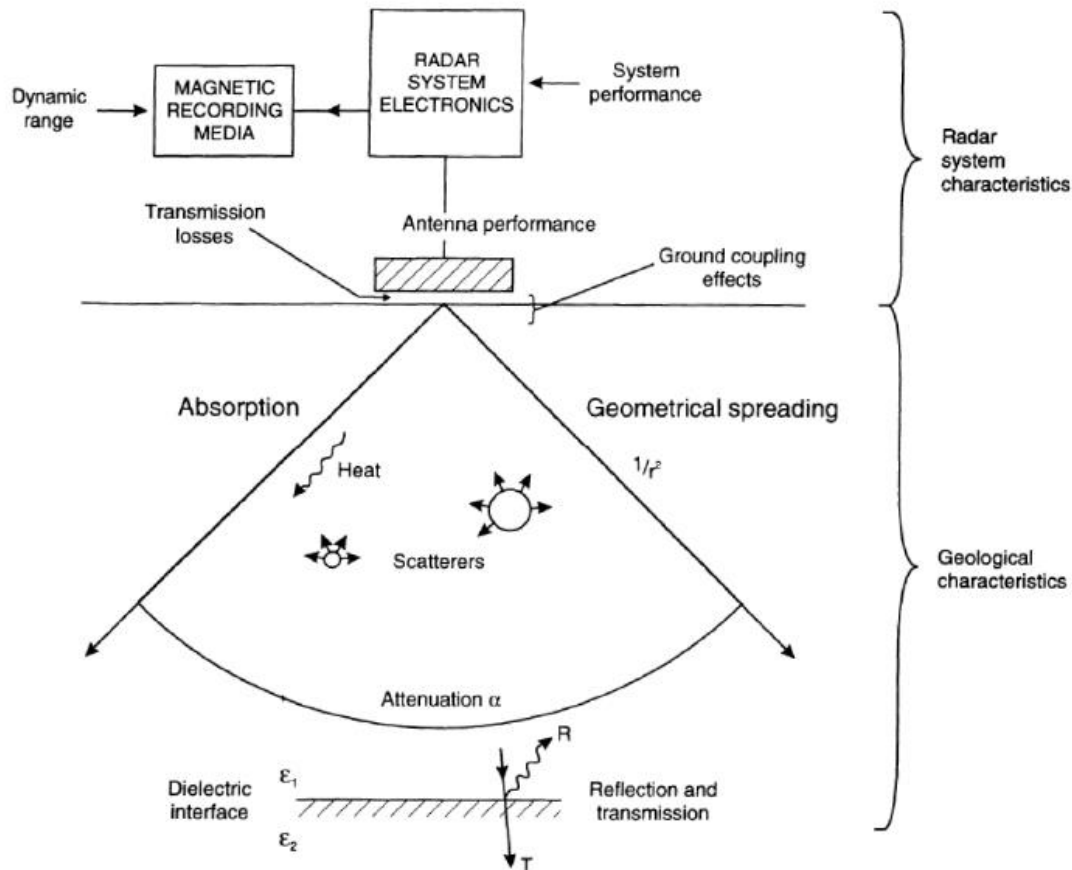 RADAR
SYSTEM
ELECTRONICS
System
performance
Dynamic
range
MAGNETIC
RECORDING
MEDIA
Radar
system
characteristics
Transmission
losses
Antenna performance
Ground coupling
effects
Absorption
Geometrical spreading
Heat
1/r²
Scatterers
Geological
characteristics
Attenuation α
R
Dielectric
interface
ε₁
ε₂
Reflection and
transmission
T